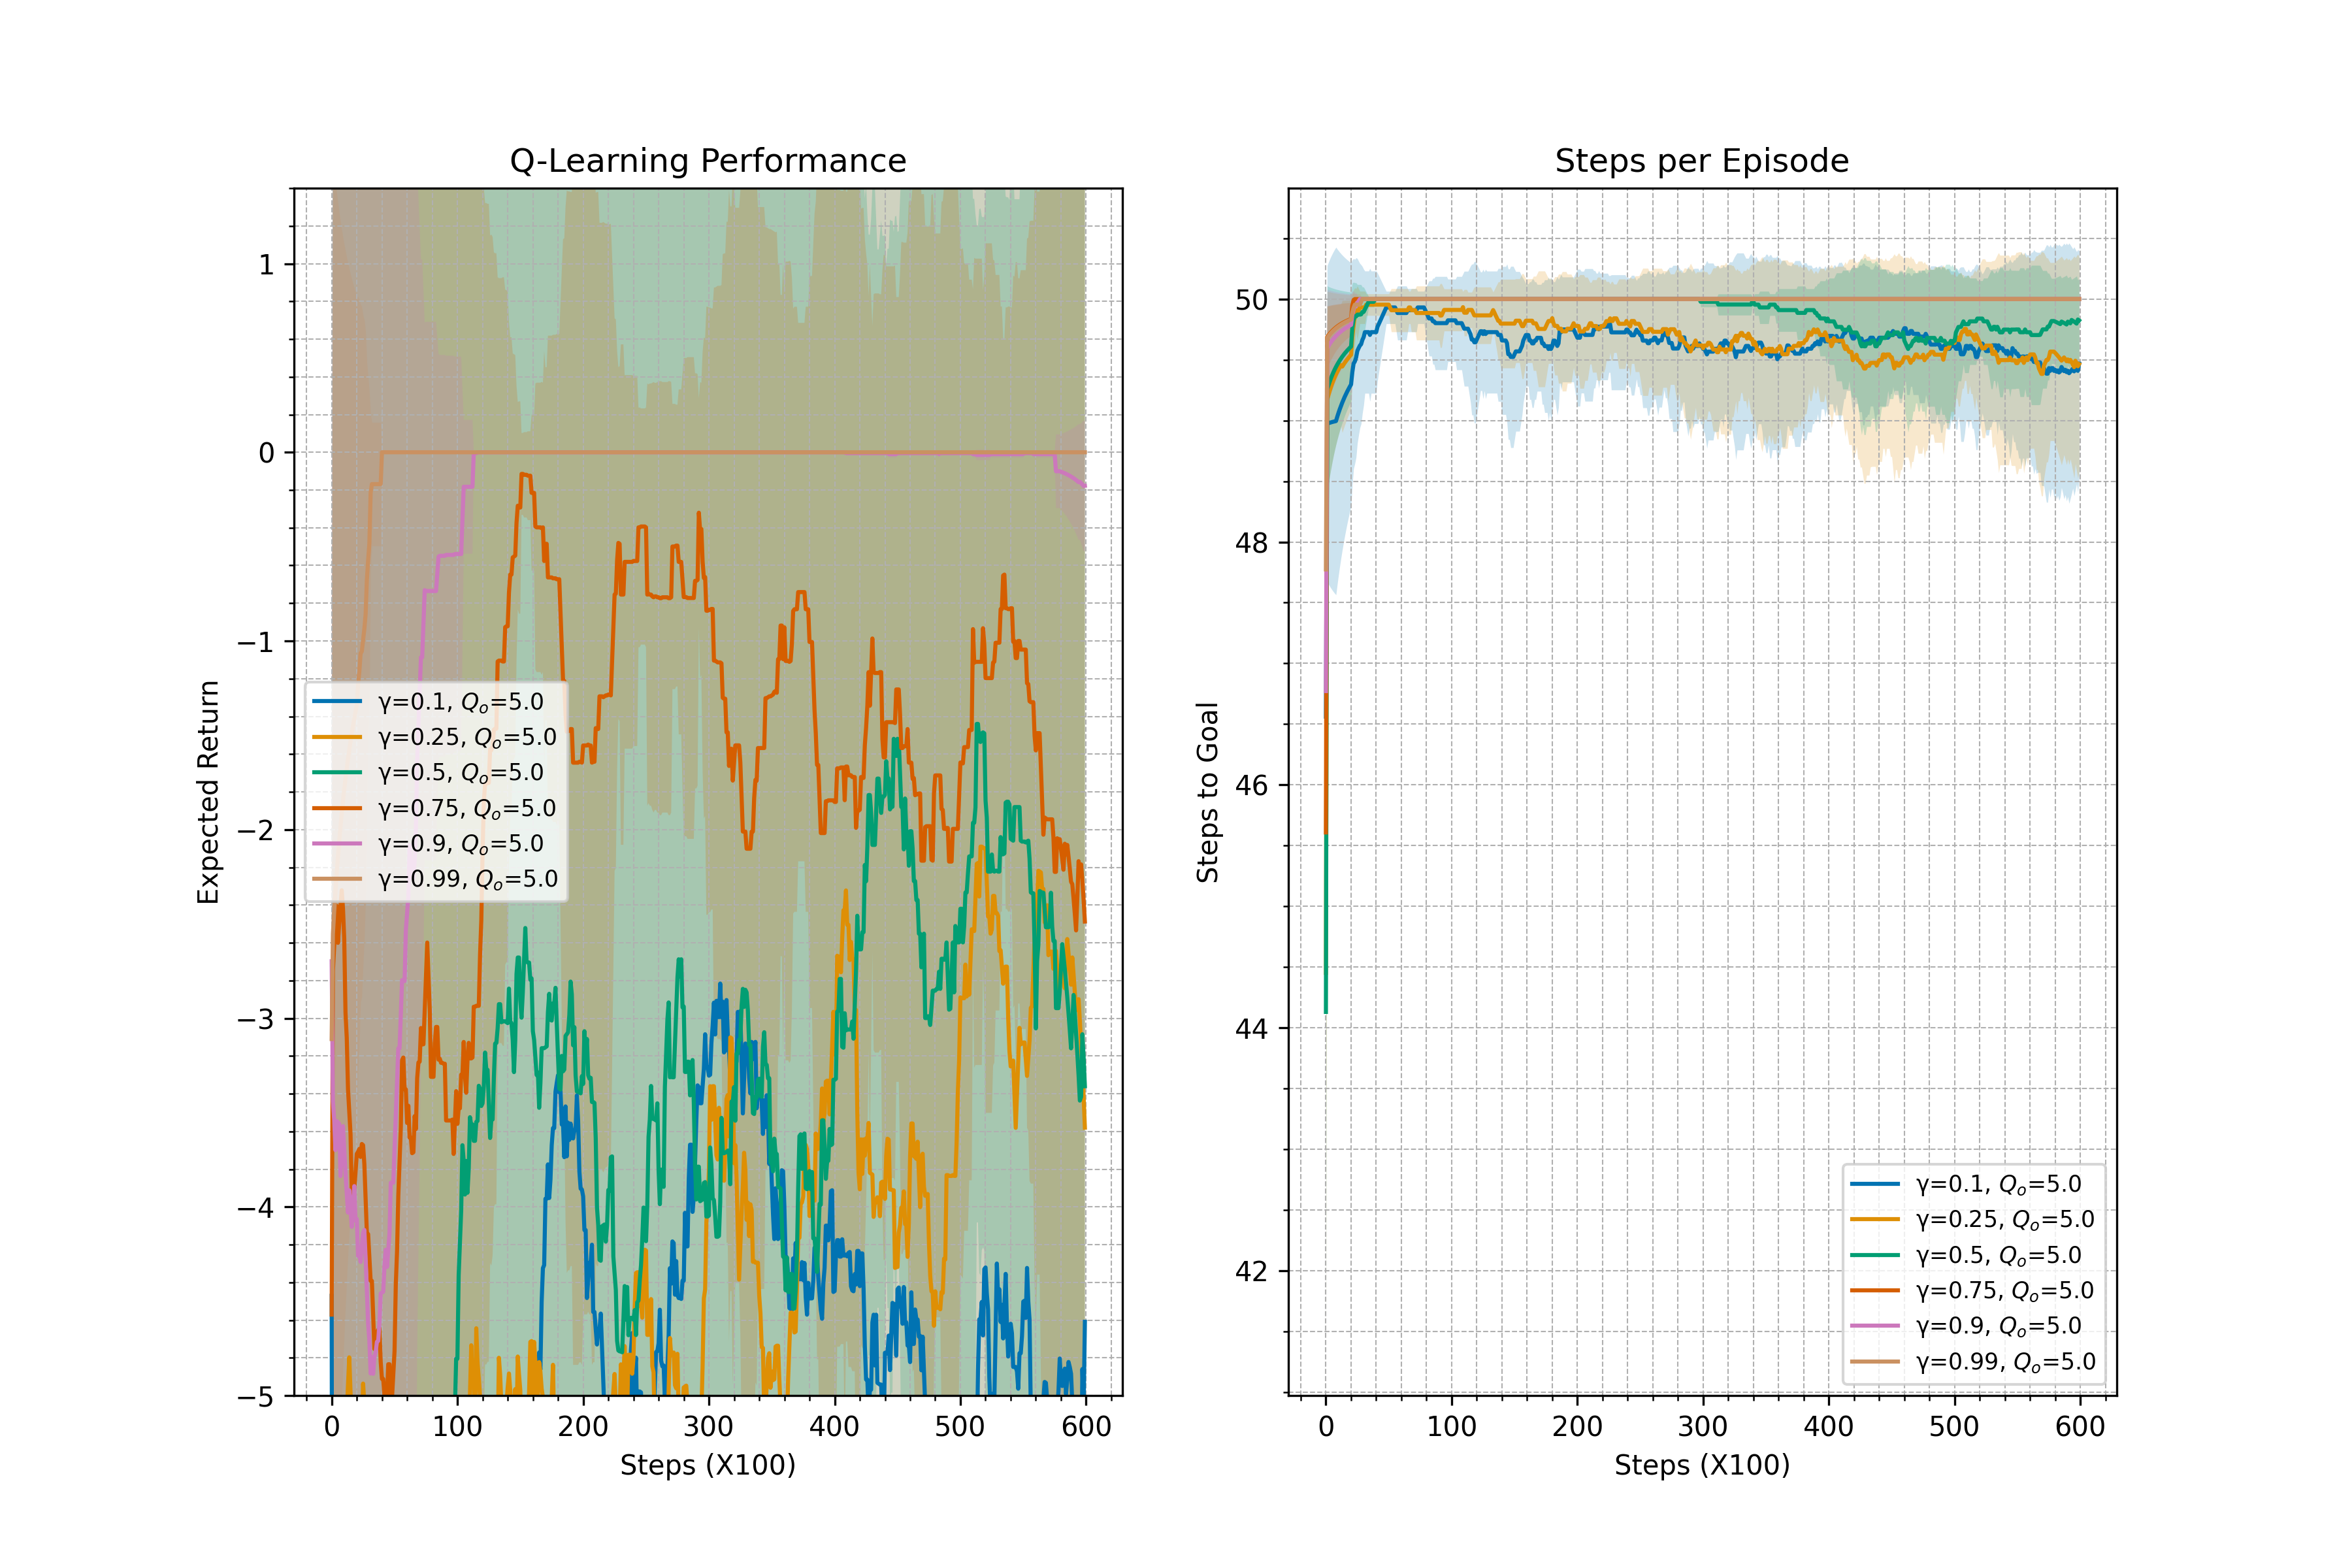 Q-Learning Performance
Expected Return
1
0
−1
−2
−3
−4
−5
γ=0.1, Qₒ=5.0
γ=0.25, Qₒ=5.0
γ=0.5, Qₒ=5.0
γ=0.75, Qₒ=5.0
γ=0.9, Qₒ=5.0
γ=0.99, Qₒ=5.0
0 100 200 300 400 500 600
Steps (X100)
Steps per Episode
Steps to Goal
50
48
46
44
42
γ=0.1, Qₒ=5.0
γ=0.25, Qₒ=5.0
γ=0.5, Qₒ=5.0
γ=0.75, Qₒ=5.0
γ=0.9, Qₒ=5.0
γ=0.99, Qₒ=5.0
0 100 200 300 400 500 600
Steps (X100)